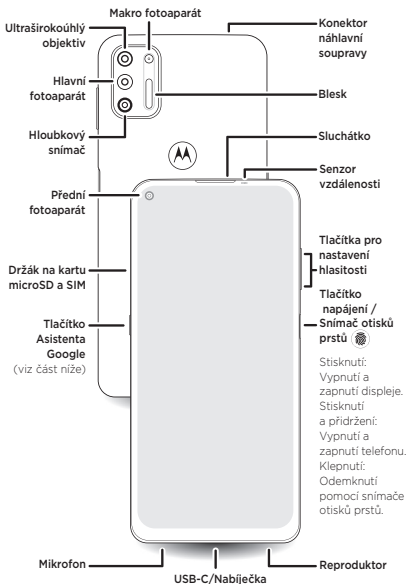 Makro fotoaparát
Ultraširokoúhlý
objektiv
Hlavní
fotoaparát
Hloubkový
snímač
Přední
fotoaparát
Držák na kartu
microSD a SIM
Tlačítko
Asistenta
Google
(viz část níže)
Konektor
náhlavní
soupravy
Blesk
Sluchátko
Senzor
vzdálenosti
Tlačítka pro
nastavení
hlasitosti
Tlačítko
napájení /
Snímač otisků
prstů
Stisknutí:
Vypnutí a
zapnutí displeje.
Stisknutí
a přidržení:
Vypnutí a
zapnutí telefonu.
Klepnutí:
Odemknutí
pomocí snímače
otisků prstů.
Mikrofon
USB-C/Nabíječka
Reproduktor